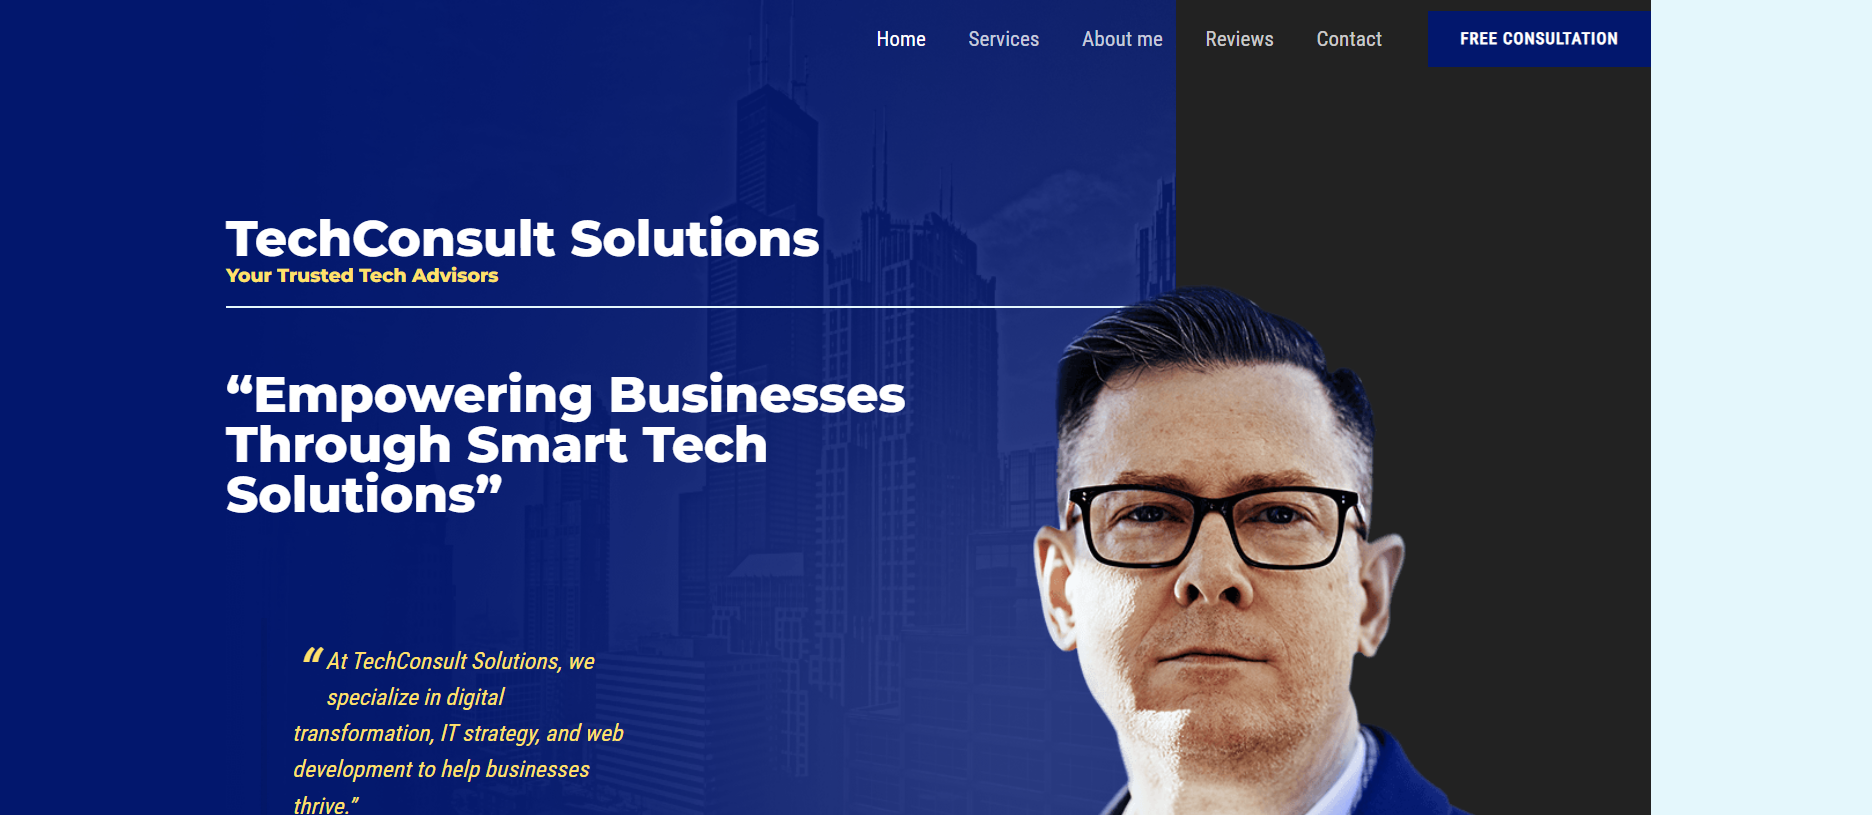 Home Services About me Reviews Contact FREE CONSULTATION
TechConsult Solutions
Your Trusted Tech Advisors
“Empowering Businesses
Through Smart Tech
Solutions”
“At TechConsult Solutions, we
specialize in digital
transformation, IT strategy, and web
development to help businesses
thrive.”